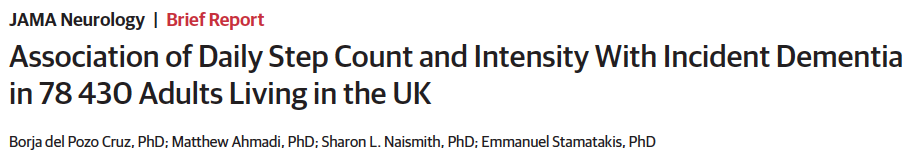 JAMA Neurology | Brief Report
Association of Daily Step Count and Intensity With Incident Dementia
in 78 430 Adults Living in the UK
Borja del Pozo Cruz, PhD; Matthew Ahmadi, PhD; Sharon L. Naismith, PhD; Emmanuel Stamatakis, PhD